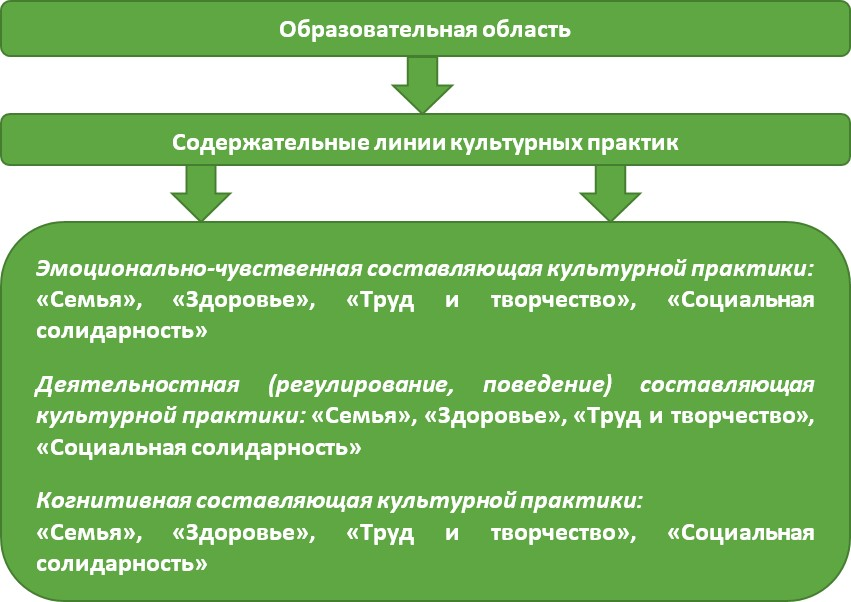 Образовательная область
Содержательные линии культурных практик
Эмоционально-чувственная составляющая культурной практики:
«Семья», «Здоровье», «Труд и творчество», «Социальная
солидарность»
Деятельностная (регулирование, поведение) составляющая
культурной практики: «Семья», «Здоровье», «Труд и творчество»,
«Социальная солидарность»
Когнитивная составляющая культурной практики:
«Семья», «Здоровье», «Труд и творчество», «Социальная
солидарность»